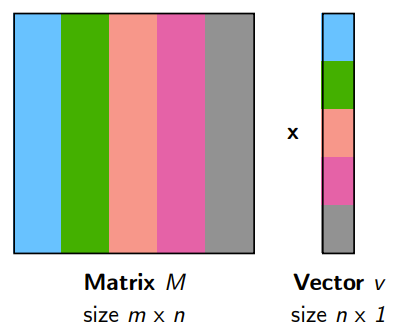 x
Matrix M
size m x n
Vector v
size n x 1